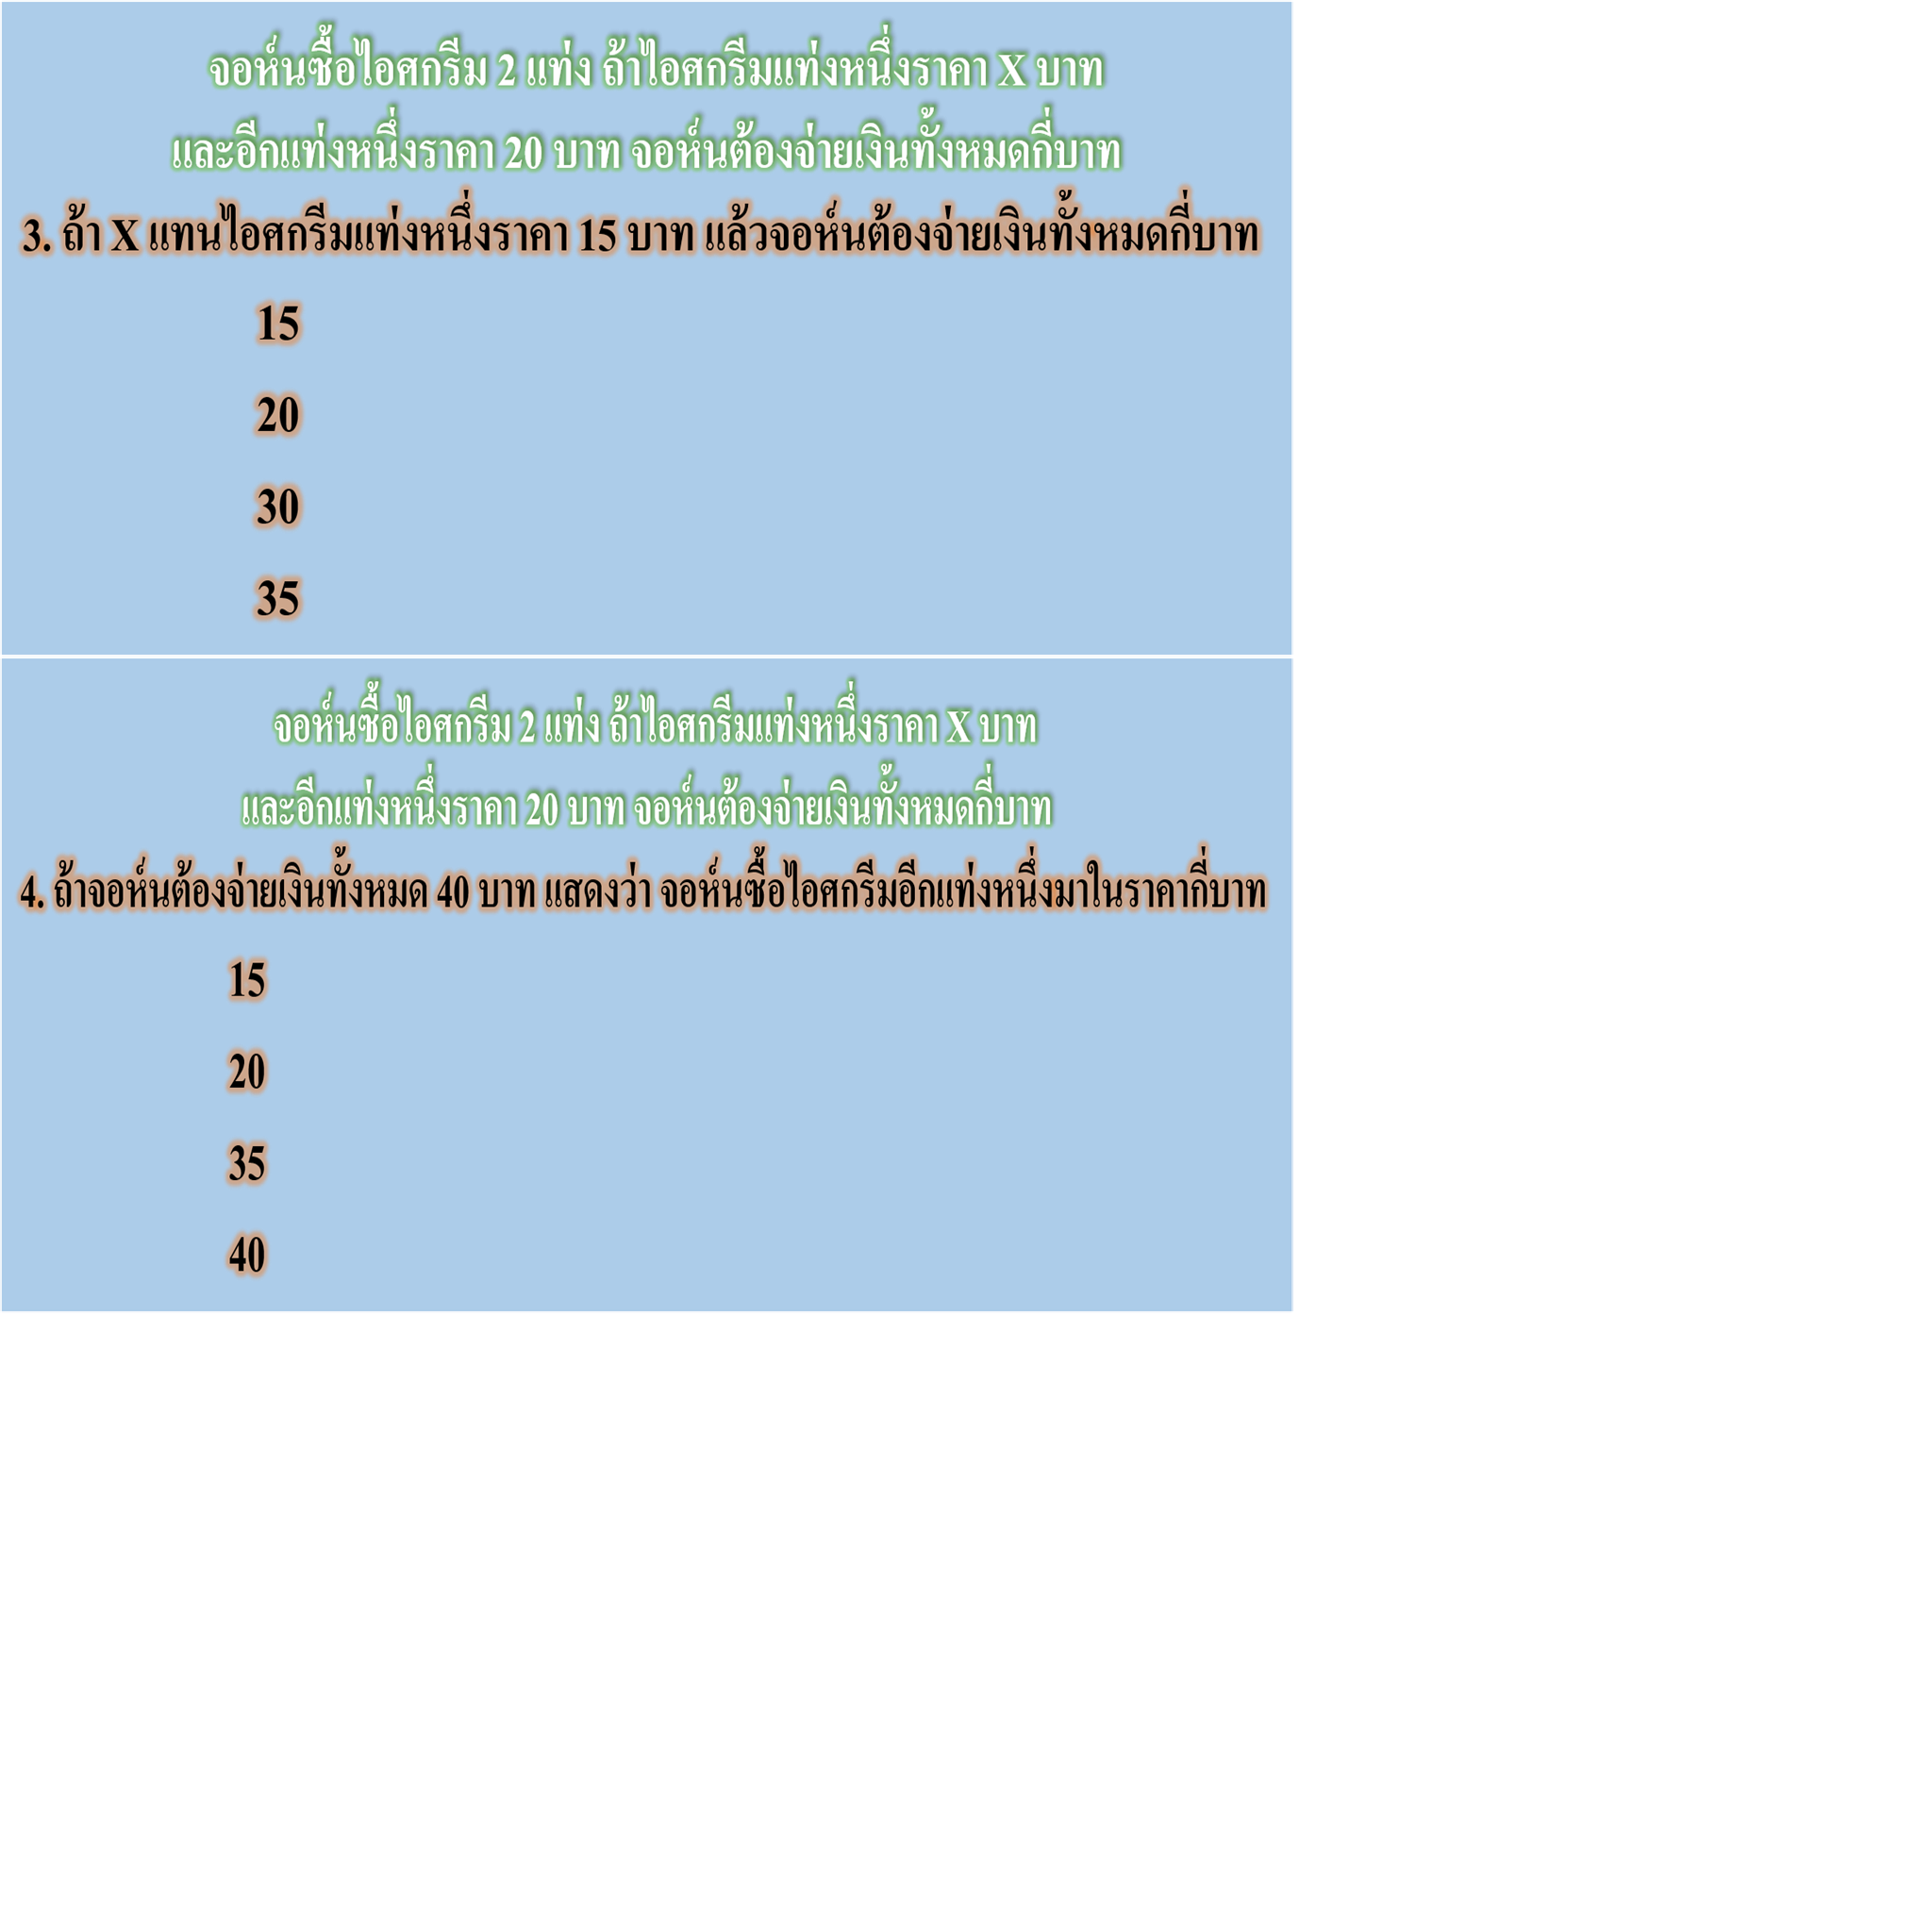 จอห์นซื้อไอศกรีม 2 แท่ง ถ้าไอศกรีมแท่งหนึ่งราคา X บาท
และอีกแท่งหนึ่งราคา 20 บาท จอห์นต้องจ่ายเงินทั้งหมดกี่บาท
3. ถ้า X แทนไอศกรีมแท่งหนึ่งราคา 15 บาท แล้วจอห์นต้องจ่ายเงินทั้งหมดกี่บาท
15
20
30
35
จอห์นซื้อไอศกรีม 2 แท่ง ถ้าไอศกรีมแท่งหนึ่งราคา X บาท
และอีกแท่งหนึ่งราคา 20 บาท จอห์นต้องจ่ายเงินทั้งหมดกี่บาท
4. ถ้าจอห์นต้องจ่ายเงินทั้งหมด 40 บาท แสดงว่า จอห์นซื้อไอศกรีมอีกแท่งหนึ่งมาในราคากี่บาท
15
20
35
40